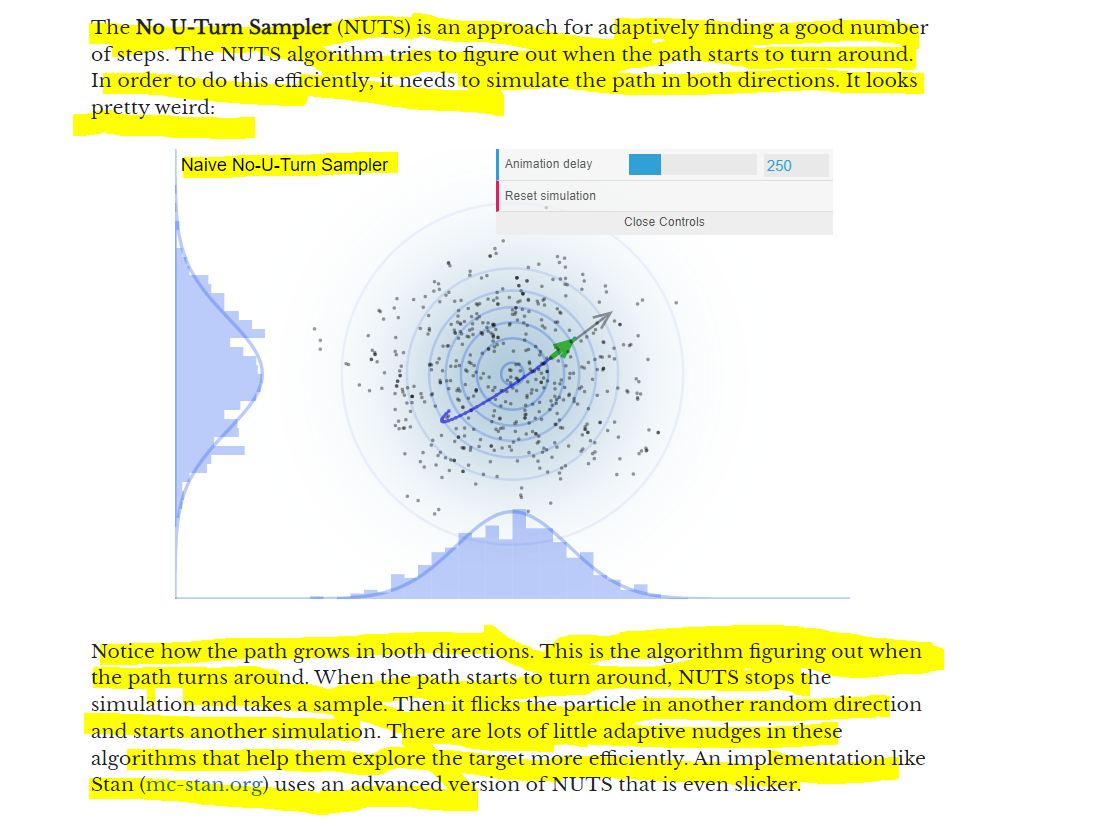 The No U-Turn Sampler (NUTS) is an approach for adaptively finding a good number
of steps. The NUTS algorithm tries to figure out when the path starts to turn around.
In order to do this efficiently, it needs to simulate the path in both directions. It looks
pretty weird:
Naive No-U-Turn Sampler
Animation delay 250
Reset simulation
Close Controls
Notice how the path grows in both directions. This is the algorithm figuring out when
the path turns around. When the path starts to turn around, NUTS stops the
simulation and takes a sample. Then it flicks the particle in another random direction
and starts another simulation. There are lots of little adaptive nudges in these
algorithms that help them explore the target more efficiently. An implementation like
Stan (mc-stan.org) uses an advanced version of NUTS that is even slicker.